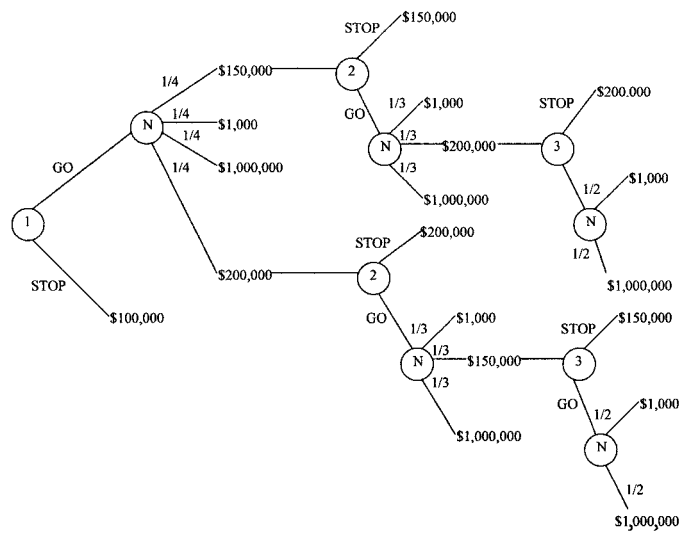 STOP $150,000
1/4 $150,000 2
1/4 $1,000 N
1/4 $1,000,000
1/4
GO
GO 1/3 $1,000
N 1/3 $200,000 3
1/3 $1,000,000
STOP $200.000
1/2 $1,000
N
1/2 $1,000,000
1
STOP $100,000
$200,000 2
STOP $200,000
GO 1/3 $1,000
N 1/3 $150,000 3
1/3 $1,000,000
STOP $150,000
GO 1/2 $1,000
N
1/2 $1,000,000